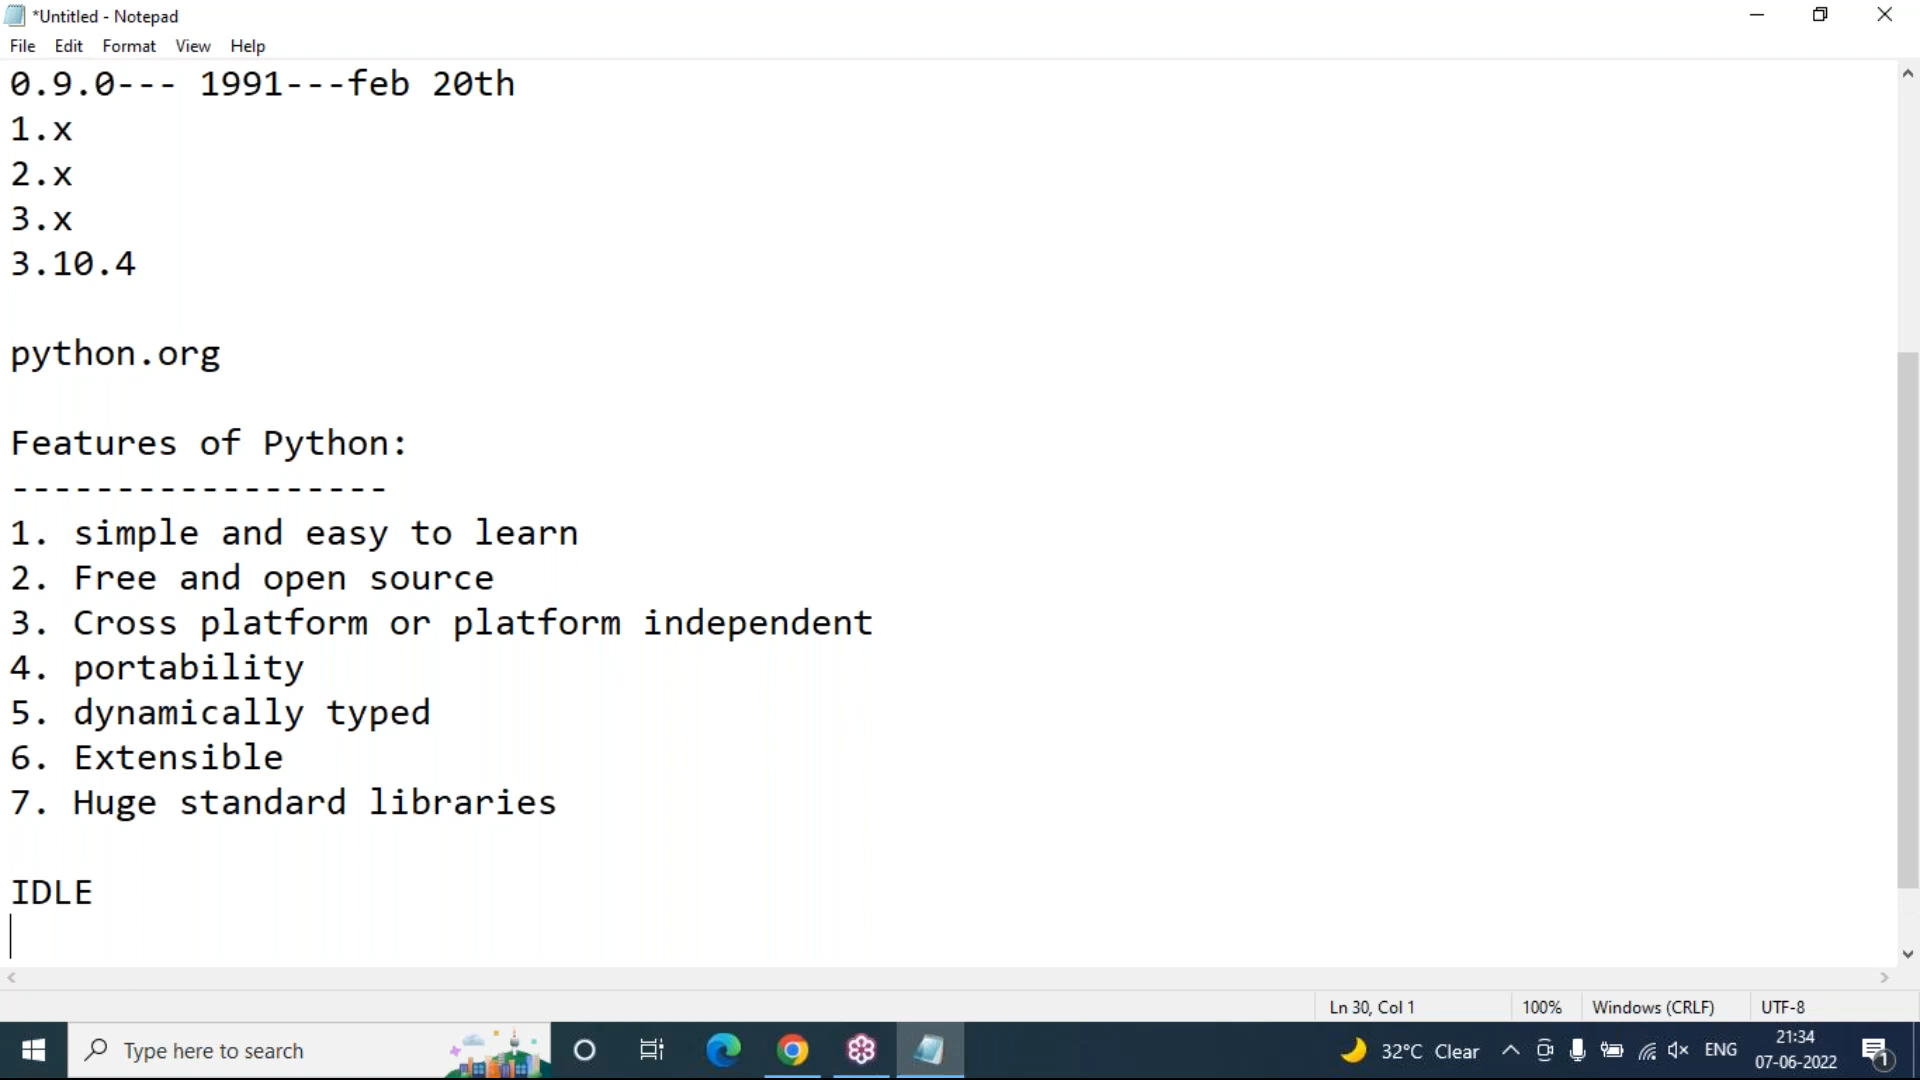 *Untitled - Notepad
File Edit Format View Help
0.9.0--- 1991---feb 20th
1.x
2.x
3.x
3.10.4
python.org
Features of Python:
------------------
1. simple and easy to learn
2. Free and open source
3. Cross platform or platform independent
4. portability
5. dynamically typed
6. Extensible
7. Huge standard libraries
IDLE
Ln 30, Col 1 100% Windows (CRLF) UTF-8
Type here to search 32°C Clear ENG 21:34
07-06-2022 1